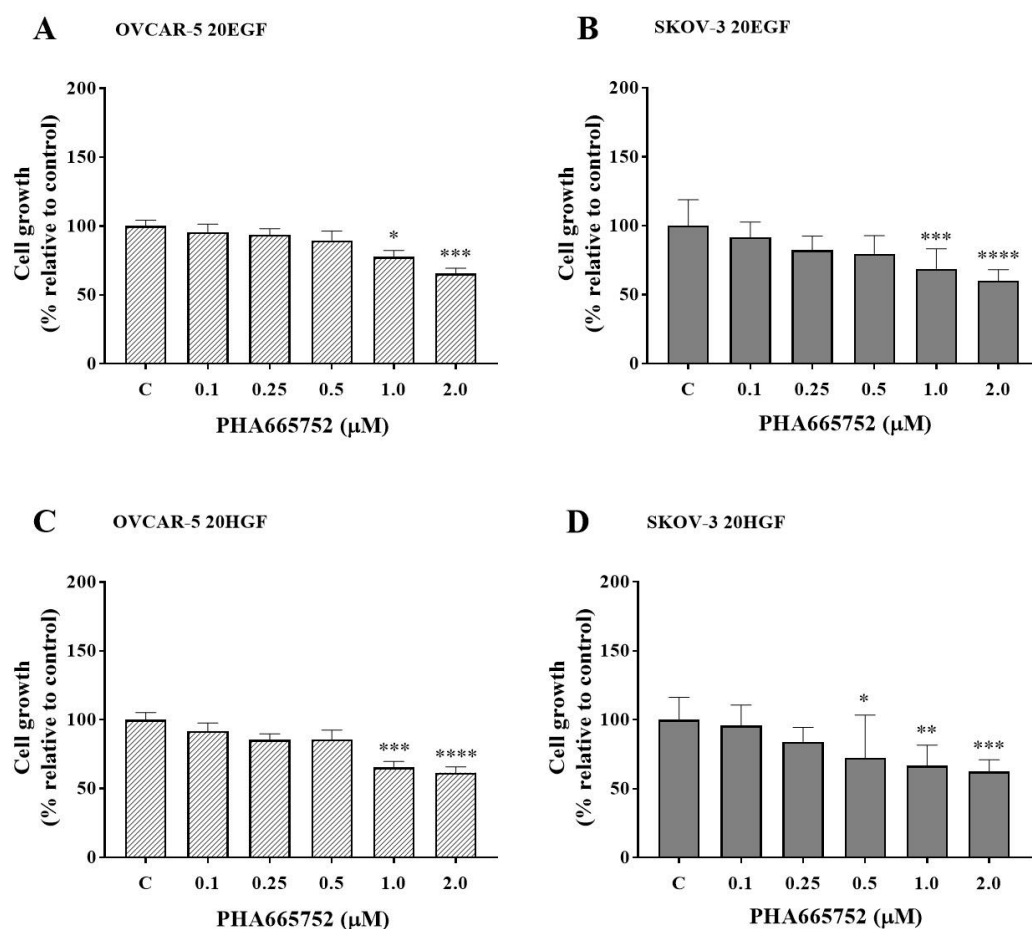 A OVCAR-5 20EGF
Cell growth
(% relative to control)
200
150
100
50
0
* ***
C 0.1 0.25 0.5 1.0 2.0
PHA665752 (μM)
B SKOV-3 20EGF
Cell growth
(% relative to control)
200
150
100
50
0
*** ****
C 0.1 0.25 0.5 1.0 2.0
PHA665752 (μM)
C OVCAR-5 20HGF
Cell growth
(% relative to control)
200
150
100
50
0
*** ****
C 0.1 0.25 0.5 1.0 2.0
PHA665752 (μM)
D SKOV-3 20HGF
Cell growth
(% relative to control)
200
150
100
50
0
* ** ***
C 0.1 0.25 0.5 1.0 2.0
PHA665752 (μM)